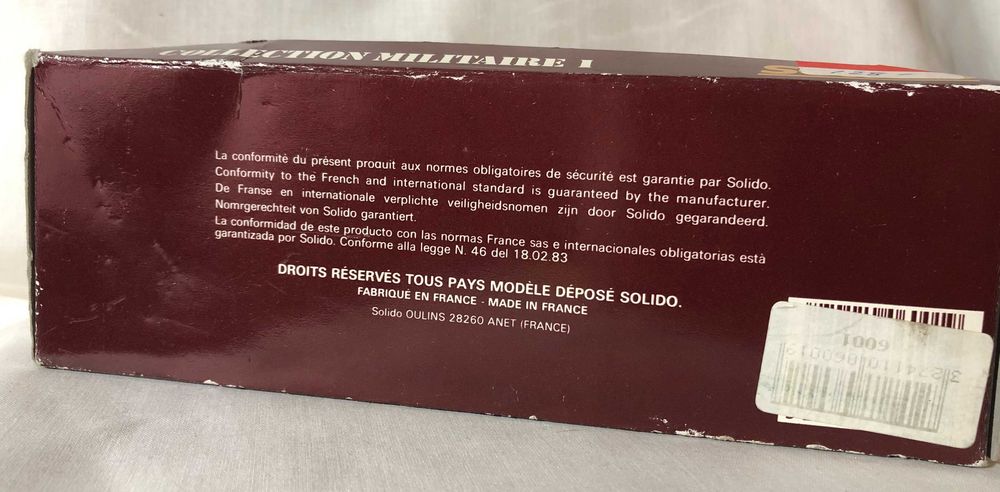 COLLECTION MILITAIRE I
La conformité du présent produit aux normes obligatoires de sécurité est garantie par Solido.
Conformity to the French and international standard is guaranteed by the manufacturer.
De Franse en internationale verplichte veiligheidsnomen zijn door Solido gegarandeerd.
Nomrgerechteit von Solido garantiert.
La conformidad de este producto con las normas France sas e internacionales obligatorias està
garantizada por Solido. Conforme alla legge N. 46 del 18.02.83
DROITS RÉSERVÉS TOUS PAYS MODÈLE DÉPOSÉ SOLIDO.
FABRIQUÉ EN FRANCE - MADE IN FRANCE
Solido OULINS 28260 ANET (FRANCE)
6001